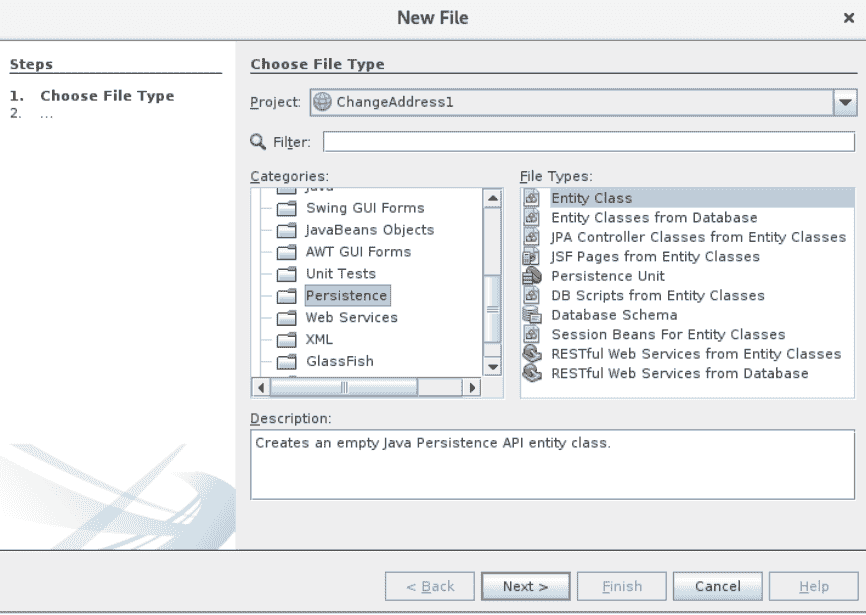 New File
Steps
1. Choose File Type
2. ...
Choose File Type
Project: ChangeAddress1
Filter:
Categories:
Java
Swing GUI Forms
JavaBeans Objects
AWT GUI Forms
Unit Tests
Persistence
Web Services
XML
GlassFish
File Types:
Entity Class
Entity Classes from Database
JPA Controller Classes from Entity Classes
JSF Pages from Entity Classes
Persistence Unit
DB Scripts from Entity Classes
Database Schema
Session Beans For Entity Classes
RESTful Web Services from Entity Classes
RESTful Web Services from Database
Description:
Creates an empty Java Persistence API entity class.
< Back Next > Finish Cancel Help